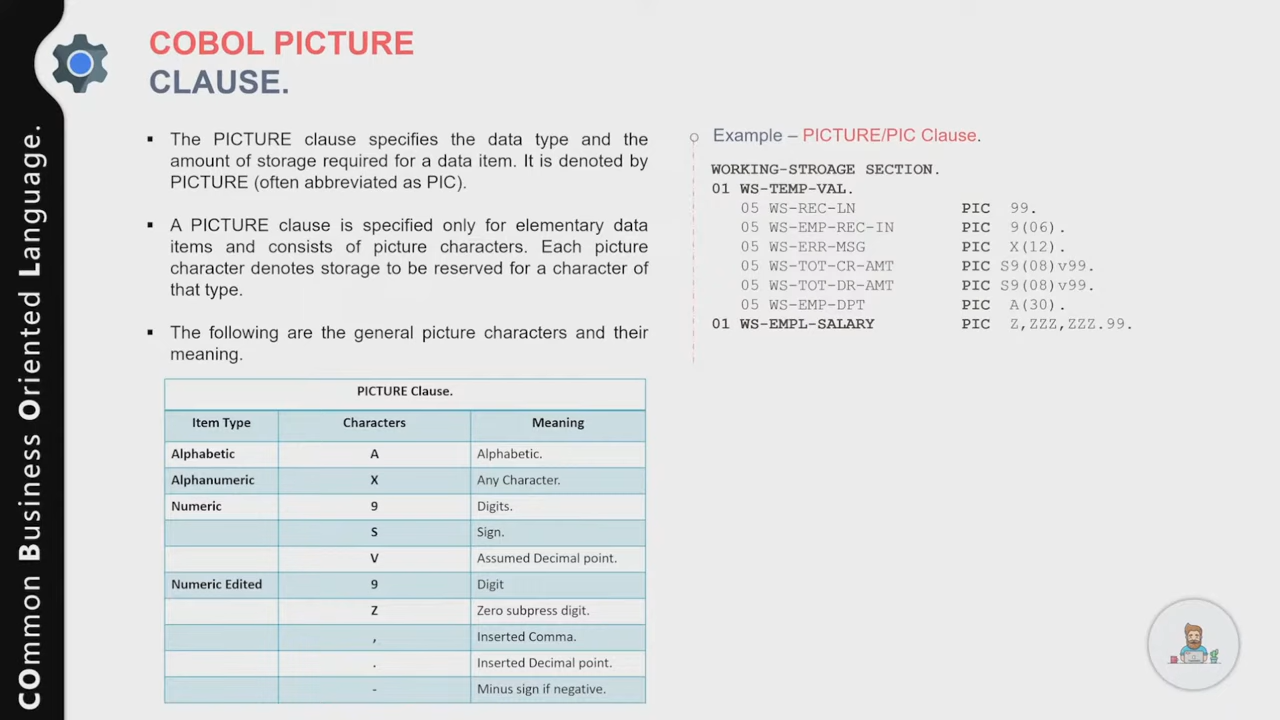 COmmon Business Oriented Language.
COBOL PICTURE
CLAUSE.
▪ The PICTURE clause specifies the data type and the
amount of storage required for a data item. It is denoted by
PICTURE (often abbreviated as PIC).
▪ A PICTURE clause is specified only for elementary data
items and consists of picture characters. Each picture
character denotes storage to be reserved for a character of
that type.
▪ The following are the general picture characters and their
meaning.
PICTURE Clause.
Item Type Characters Meaning
Alphabetic A Alphabetic.
Alphanumeric X Any Character.
Numeric 9 Digits.
S Sign.
V Assumed Decimal point.
Numeric Edited 9 Digit
Z Zero subpress digit.
, Inserted Comma.
. Inserted Decimal point.
- Minus sign if negative.
Example – PICTURE/PIC Clause.
WORKING-STROAGE SECTION.
01 WS-TEMP-VAL.
05 WS-REC-LN PIC 99.
05 WS-EMP-REC-IN PIC 9(06).
05 WS-ERR-MSG PIC X(12).
05 WS-TOT-CR-AMT PIC S9(08)v99.
05 WS-TOT-DR-AMT PIC S9(08)v99.
05 WS-EMP-DPT PIC A(30).
01 WS-EMPL-SALARY PIC Z,ZZZ,ZZZ.99.